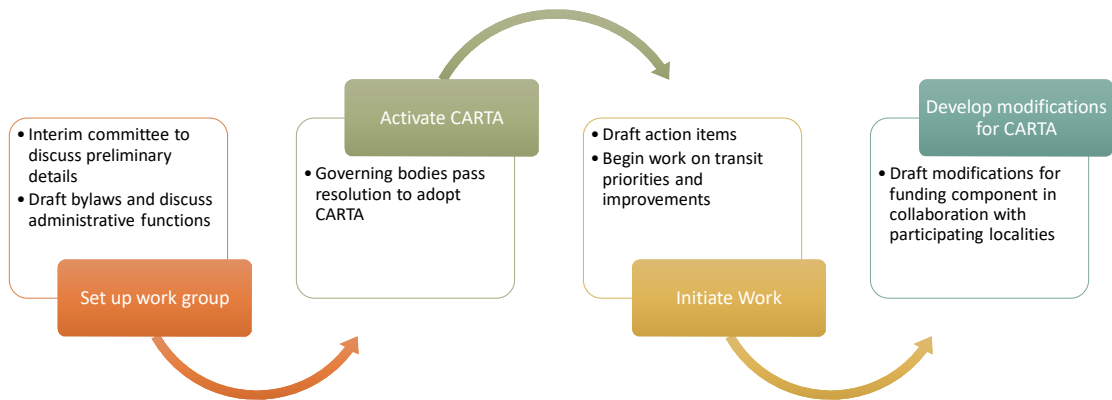 • Interim committee to
discuss preliminary
details
• Draft bylaws and discuss
administrative functions
Set up work group
Activate CARTA
• Governing bodies pass
resolution to adopt
CARTA
• Draft action items
• Begin work on transit
priorities and
improvements
Initiate Work
Develop modifications
for CARTA
• Draft modifications for
funding component in
collaboration with
participating localities